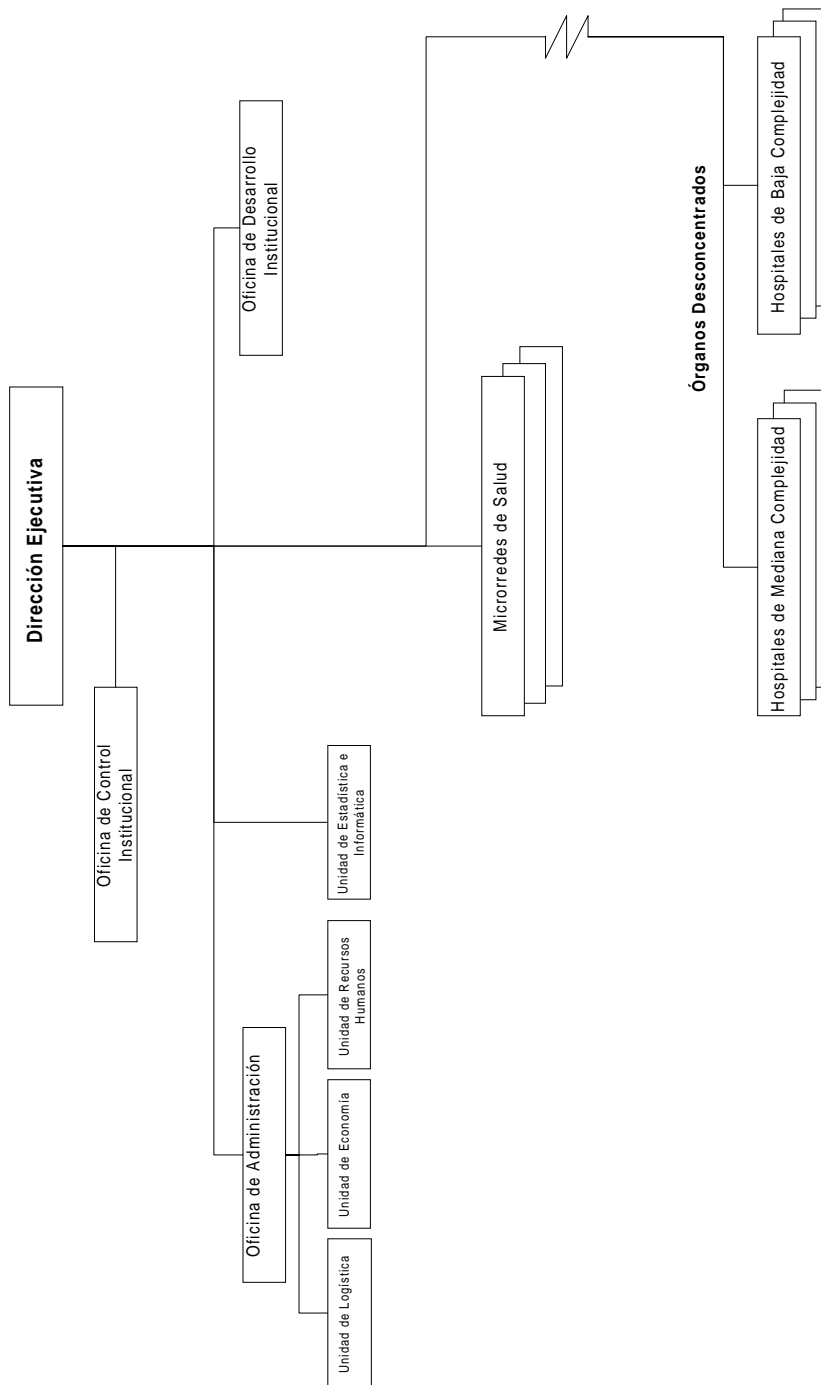 Dirección Ejecutiva
Oficina de Control
Institucional
Oficina de Administración
Oficina de Desarrollo
Institucional
Unidad de Logística
Unidad de Economía
Unidad de Recursos
Humanos
Unidad de Estadística e
Informática
Microrredes de Salud
Órganos Desconcentrados
Hospitales de Mediana Complejidad
Hospitales de Baja Complejidad